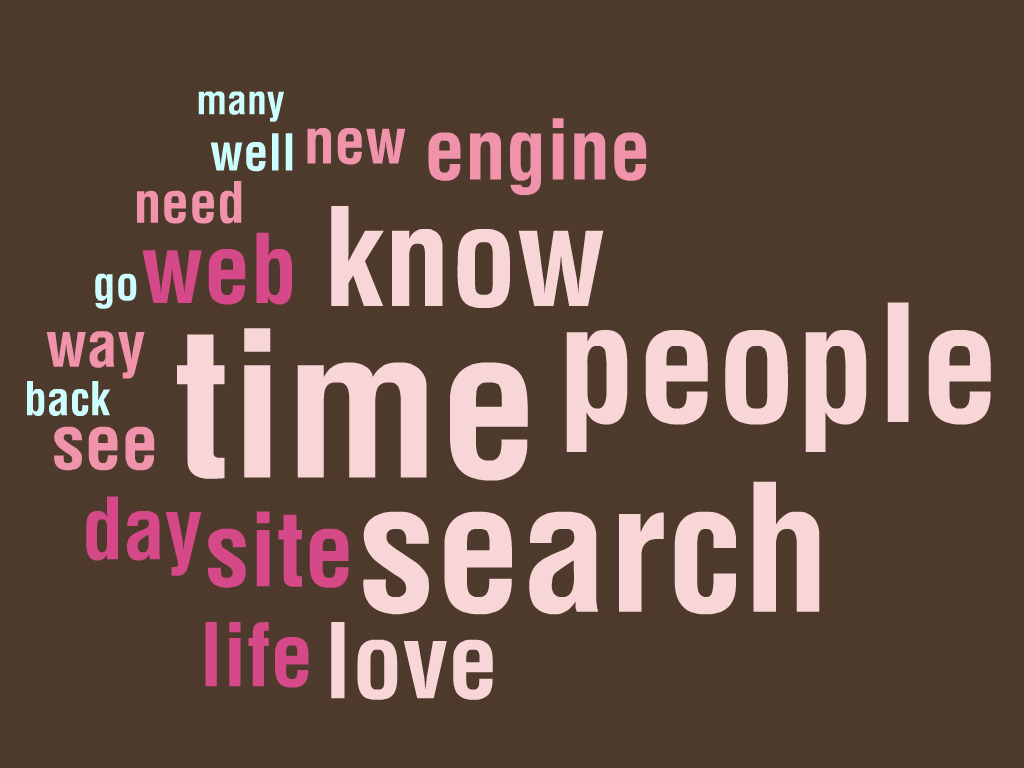 many
well new engine
need
web know
go
way time people
back
see
day site search
life love